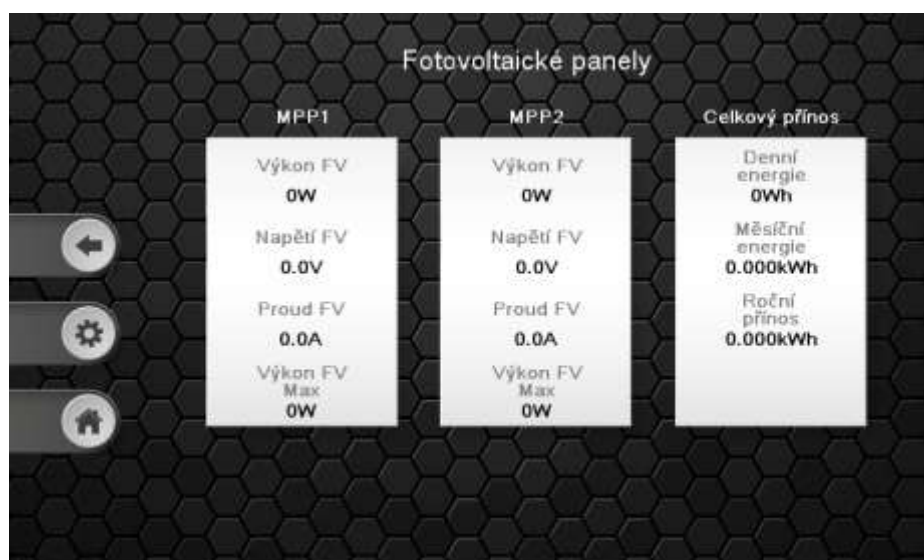 Fotovoltaické panely
MPP1
Výkon FV
0W
Napětí FV
0.0V
Proud FV
0.0A
Výkon FV
Max
0W
MPP2
Výkon FV
0W
Napětí FV
0.0V
Proud FV
0.0A
Výkon FV
Max
0W
Celkový přínos
Denní
energie
0Wh
Měsíční
energie
0.000kWh
Roční
přínos
0.000kWh